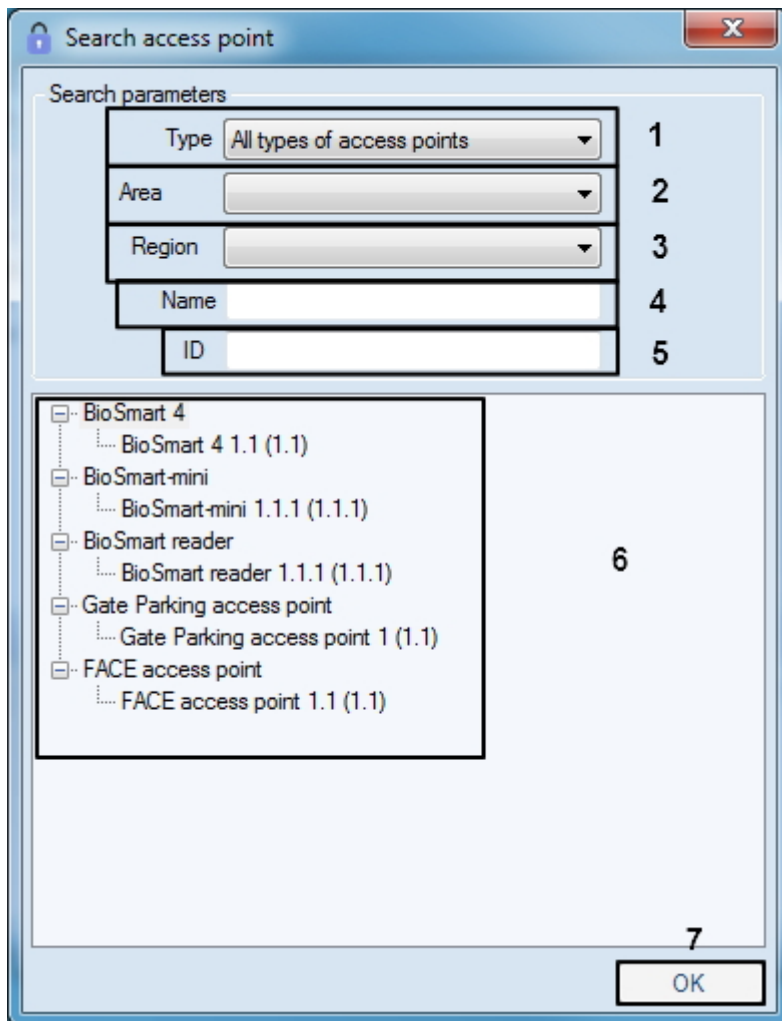 Search access point
Search parameters
Type All types of access points 1
Area 2
Region 3
Name 4
ID 5
BioSmart 4
BioSmart 4 1.1 (1.1)
BioSmart-mini
BioSmart-mini 1.1.1 (1.1.1)
BioSmart reader
BioSmart reader 1.1.1 (1.1.1)
Gate Parking access point
Gate Parking access point 1 (1.1)
FACE access point
FACE access point 1.1 (1.1)
6
7
OK